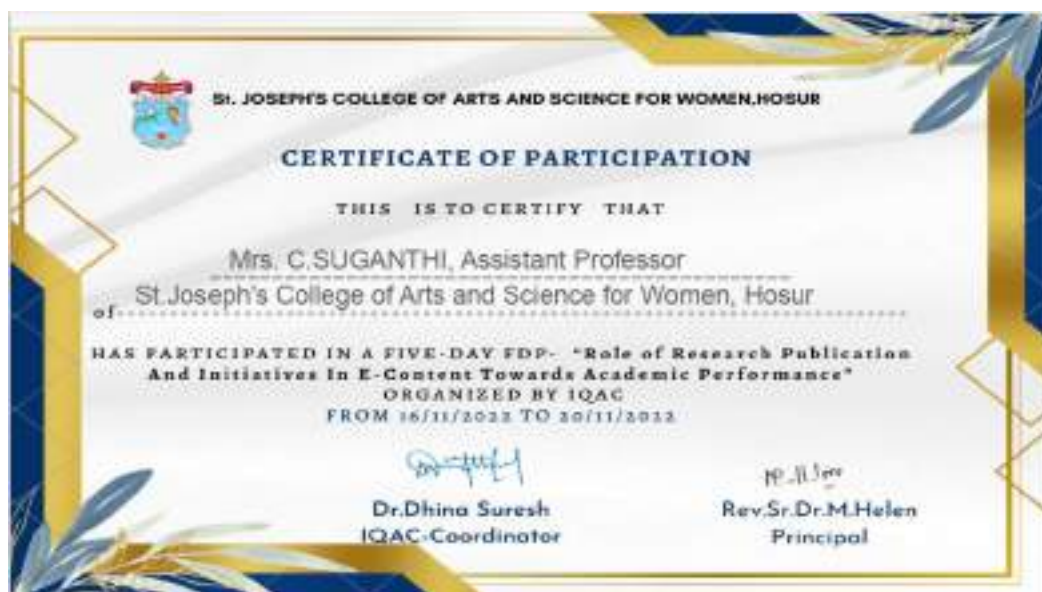 St. JOSEPH'S COLLEGE OF ARTS AND SCIENCE FOR WOMEN,HOSUR
CERTIFICATE OF PARTICIPATION
THIS IS TO CERTIFY THAT
Mrs. C.SUGANTHI, Assistant Professor
of St.Joseph's College of Arts and Science for Women, Hosur
HAS PARTICIPATED IN A FIVE-DAY FDP- "Role of Research Publication
And Initiatives In E-Content Towards Academic Performance"
ORGANIZED BY IQAC
FROM 16/11/2022 TO 20/11/2022
Dr.Dhina Suresh
IQAC-Coordinator
Rev.Sr.Dr.M.Helen
Principal